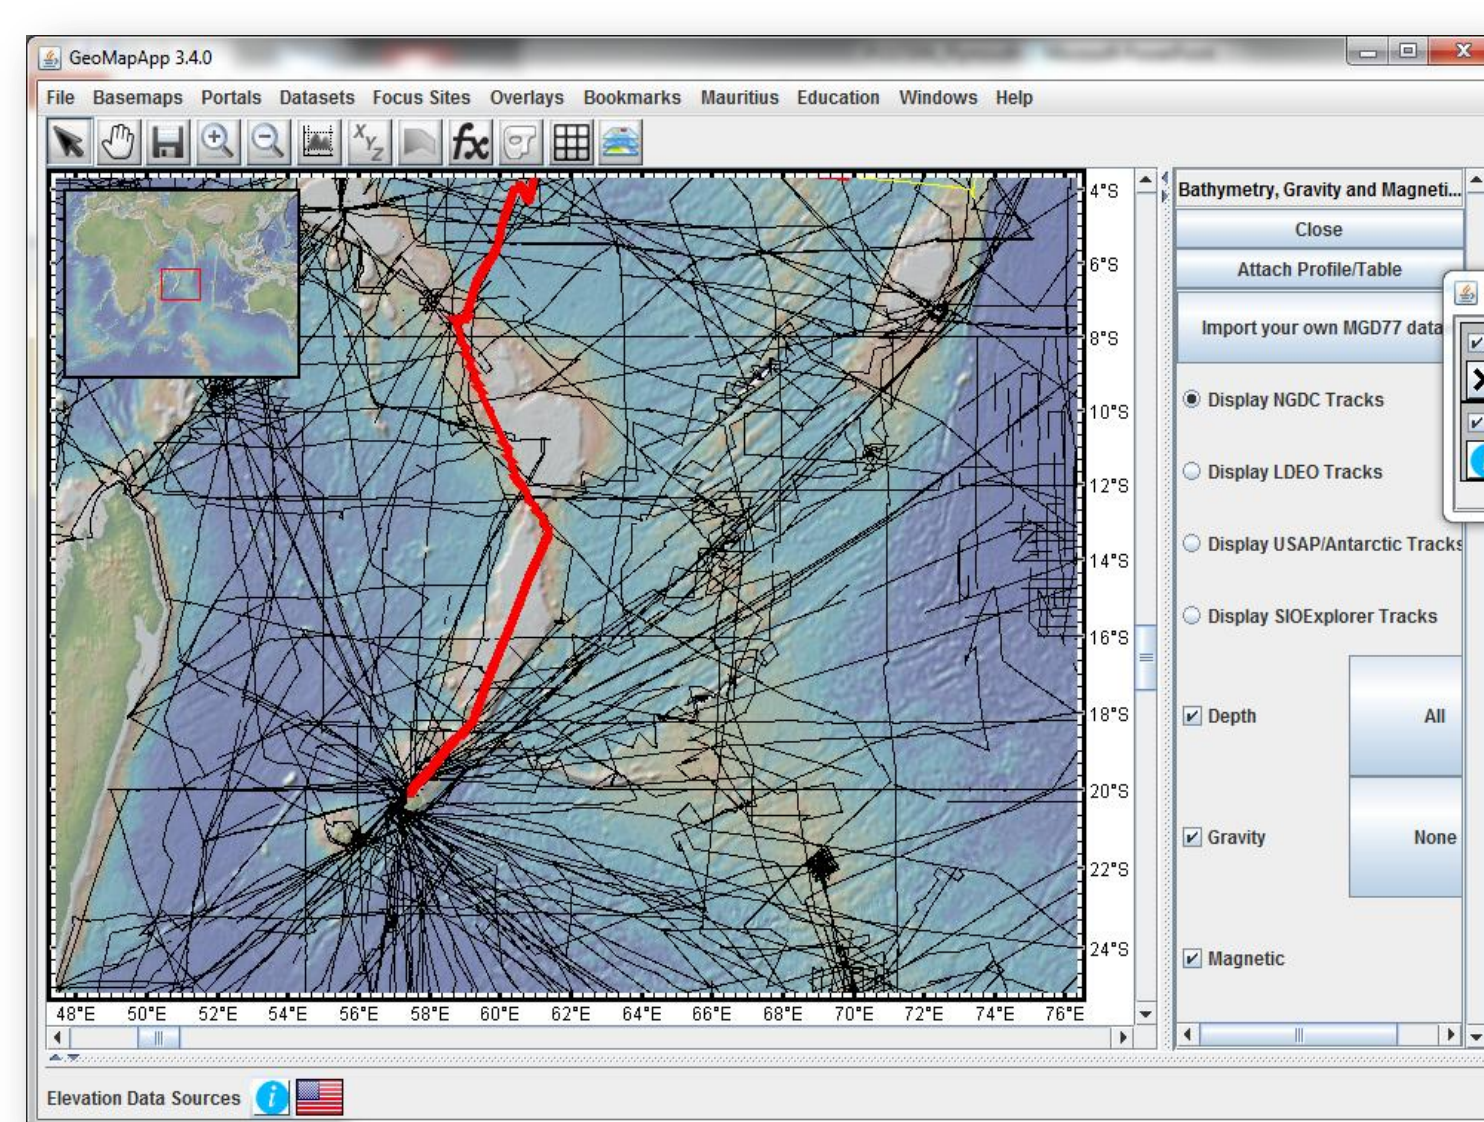 GeoMapApp 3.4.0
File Basemaps Portals Datasets Focus Sites Overlays Bookmarks Mauritius Education Windows Help
X Y Z fx
4°S
6°S
8°S
10°S
12°S
14°S
16°S
18°S
20°S
22°S
24°S
48°E 50°E 52°E 54°E 56°E 58°E 60°E 62°E 64°E 66°E 68°E 70°E 72°E 74°E 76°E
Bathymetry, Gravity and Magneti...
Close
Attach Profile/Table
Import your own MGD77 data
Display NGDC Tracks
Display LDEO Tracks
Display USAP/Antarctic Tracks
Display SIOExplorer Tracks
Depth
All
Gravity
None
Magnetic
Elevation Data Sources i